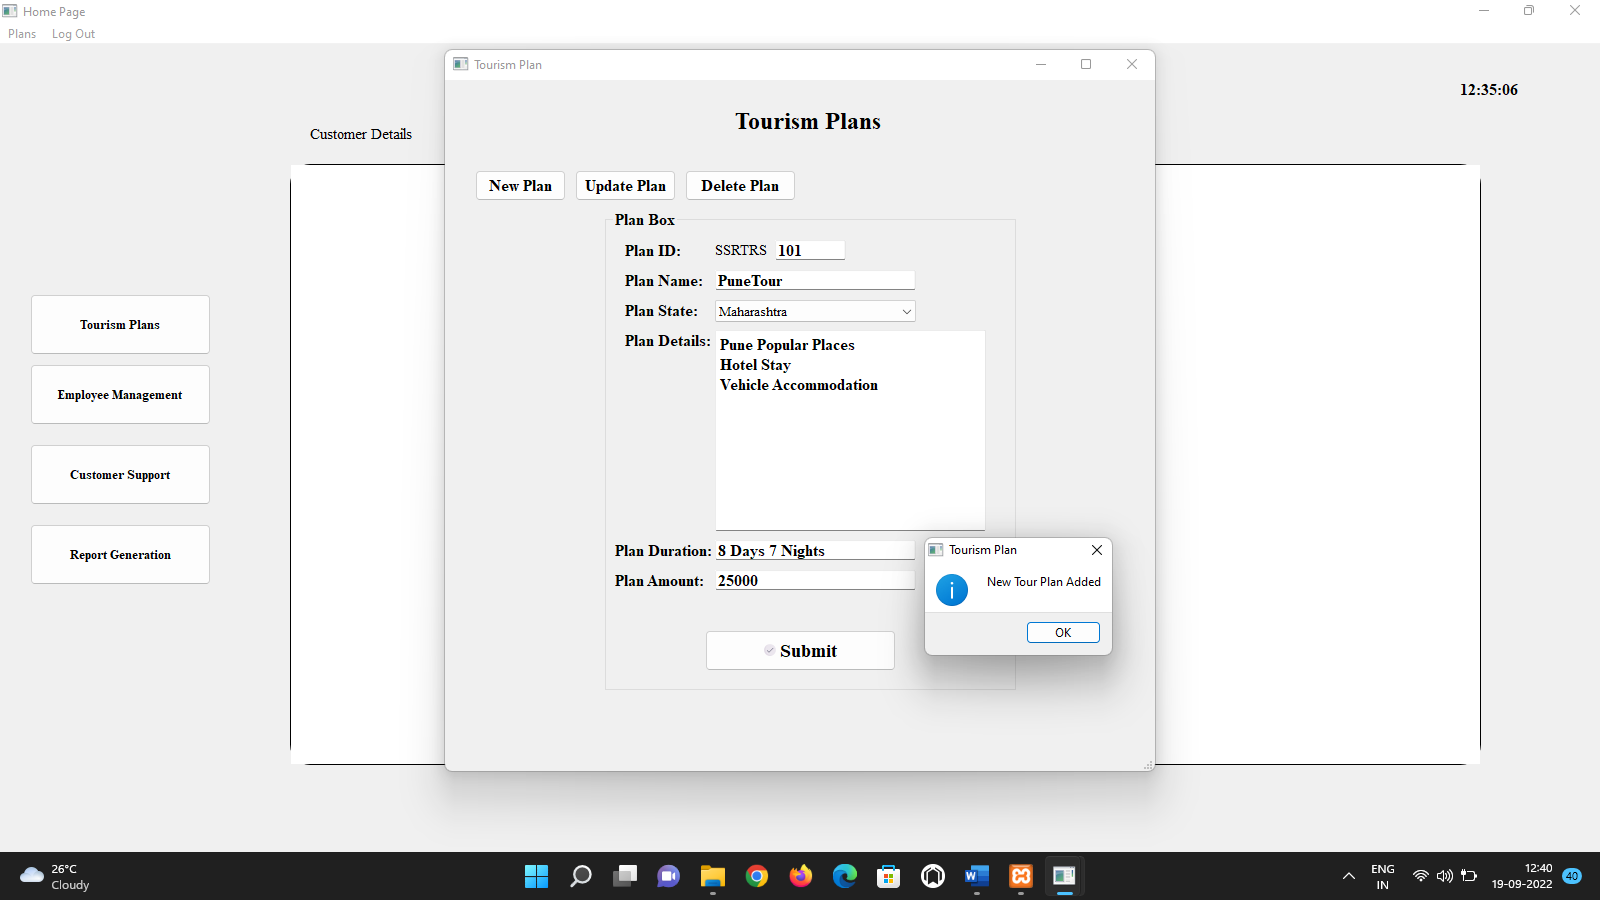 Home Page
Plans Log Out
Tourism Plan
12:35:06
Tourism Plans
Customer Details
New Plan Update Plan Delete Plan
Plan Box
Plan ID: SSRTRS 101
Plan Name: PuneTour
Plan State: Maharashtra
Plan Details: Pune Popular Places
Hotel Stay
Vehicle Accommodation
Tourism Plans
Employee Management
Customer Support
Report Generation
Plan Duration: 8 Days 7 Nights
Plan Amount: 25000
Submit
Tourism Plan
New Tour Plan Added
OK
26°C
Cloudy
ENG
IN
12:40
19-09-2022
40